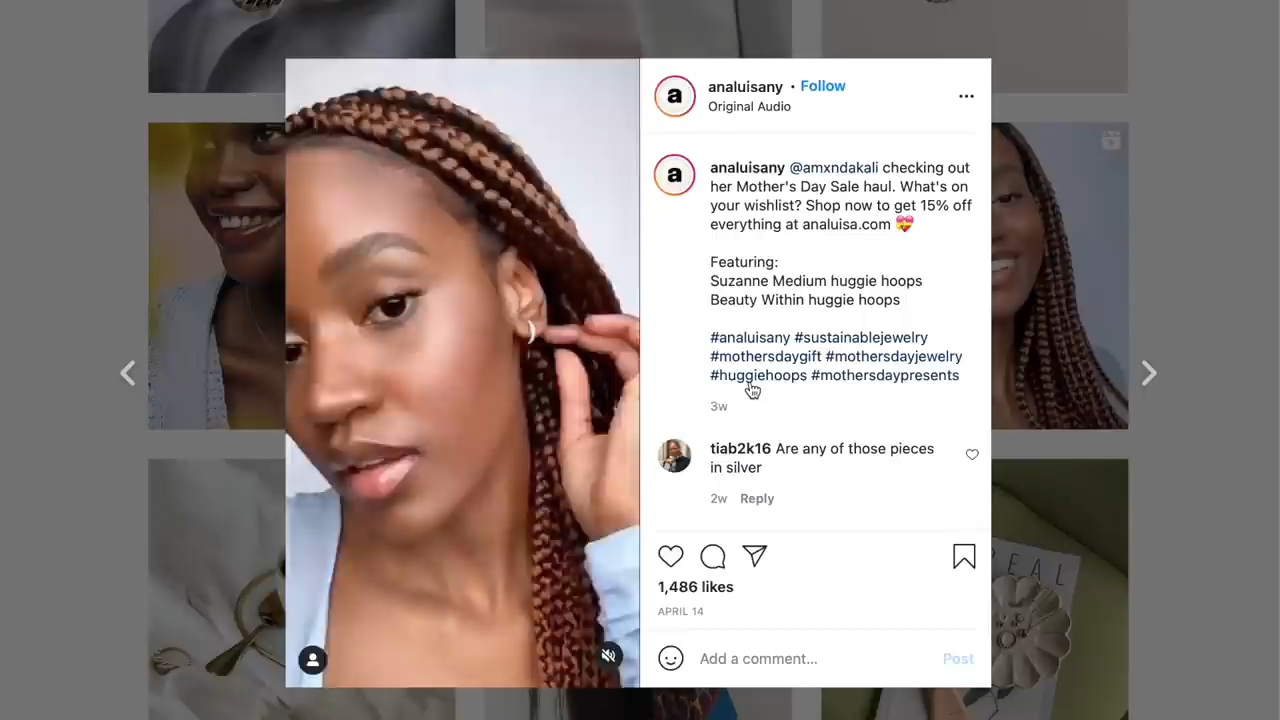 a
analuisany • Follow
Original Audio
a
analuisany @amxndakali checking out
her Mother's Day Sale haul. What's on
your wishlist? Shop now to get 15% off
everything at analuisa.com 💝
Featuring:
Suzanne Medium huggie hoops
Beauty Within huggie hoops
#analuisany #sustainablejewelry
#mothersdaygift #mothersdayjewelry
#huggiehoops #mothersdaypresents
3w
tiab2k16 Are any of those pieces
in silver
2w Reply
1,486 likes
APRIL 14
Add a comment...
Post